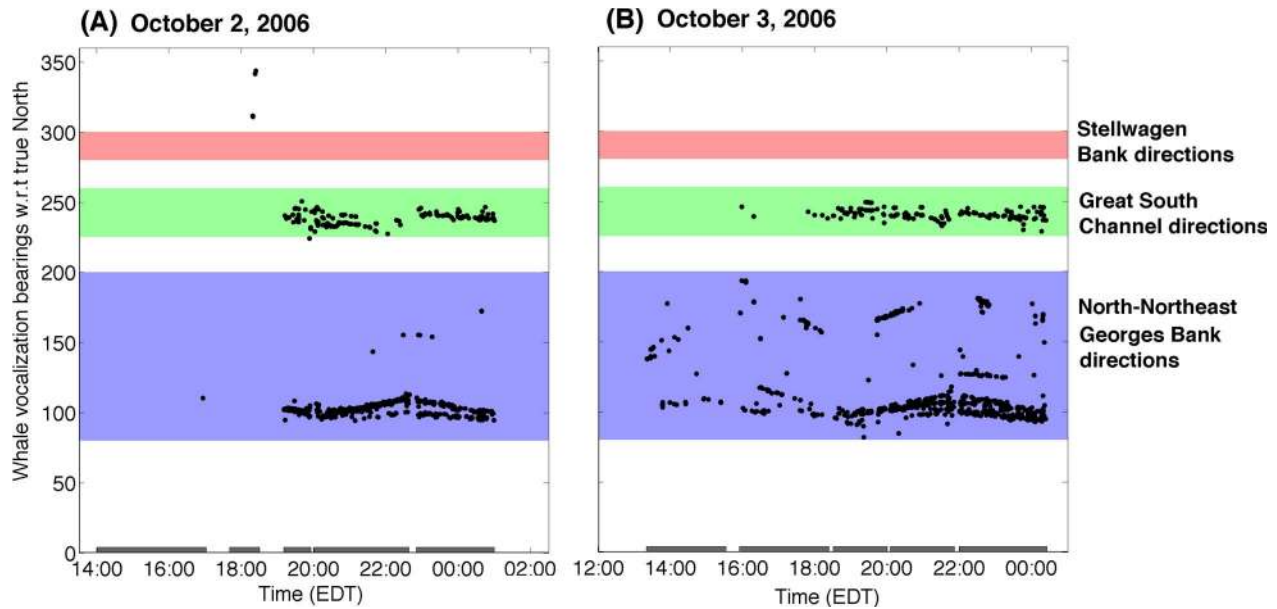 (A) October 2, 2006
(B) October 3, 2006
Whale vocalization bearings w.r.t true North
350
300
250
200
150
100
50
0
14:00 16:00 18:00 20:00 22:00 00:00 02:00
Time (EDT)
12:00 14:00 16:00 18:00 20:00 22:00 00:00
Time (EDT)
Stellwagen
Bank directions
Great South
Channel directions
North-Northeast
Georges Bank
directions